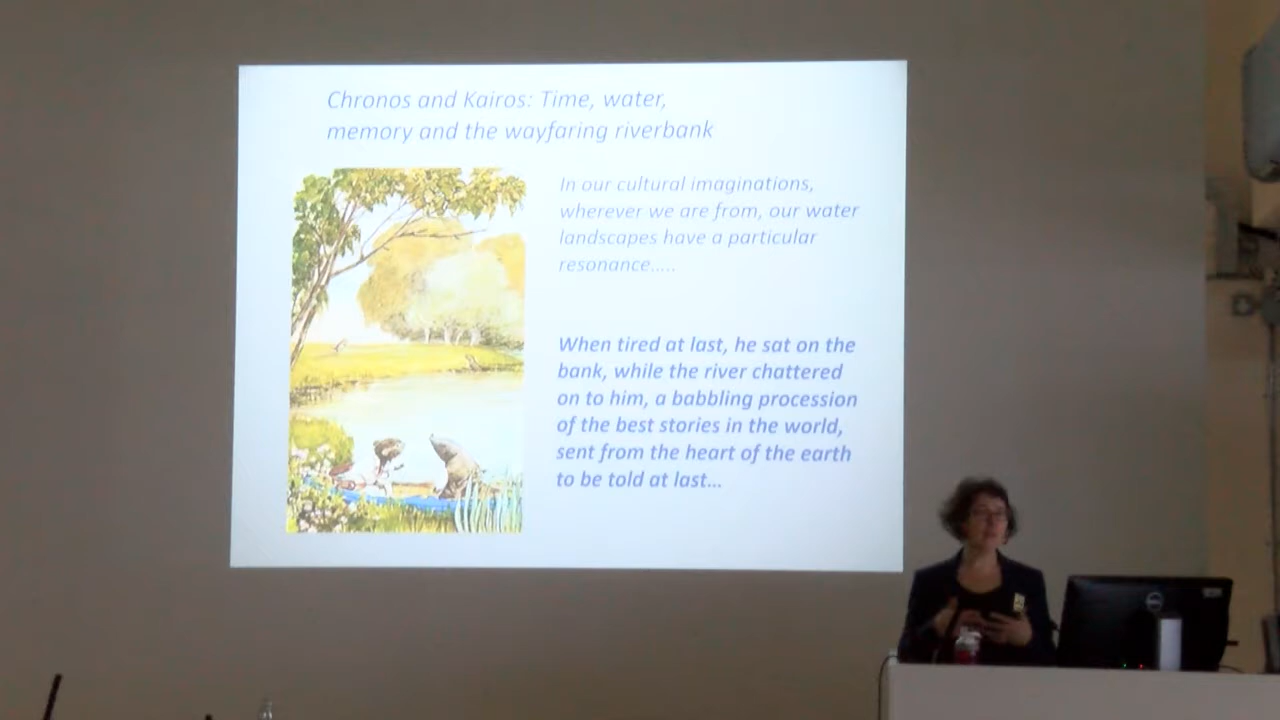 Chronos and Kairos: Time, water,
memory and the wayfaring riverbank
In our cultural imaginations,
wherever we are from, our water
landscapes have a particular
resonance.....
When tired at last, he sat on the
bank, while the river chattered
on to him, a babbling procession
of the best stories in the world,
sent from the heart of the earth
to be told at last...
DELL